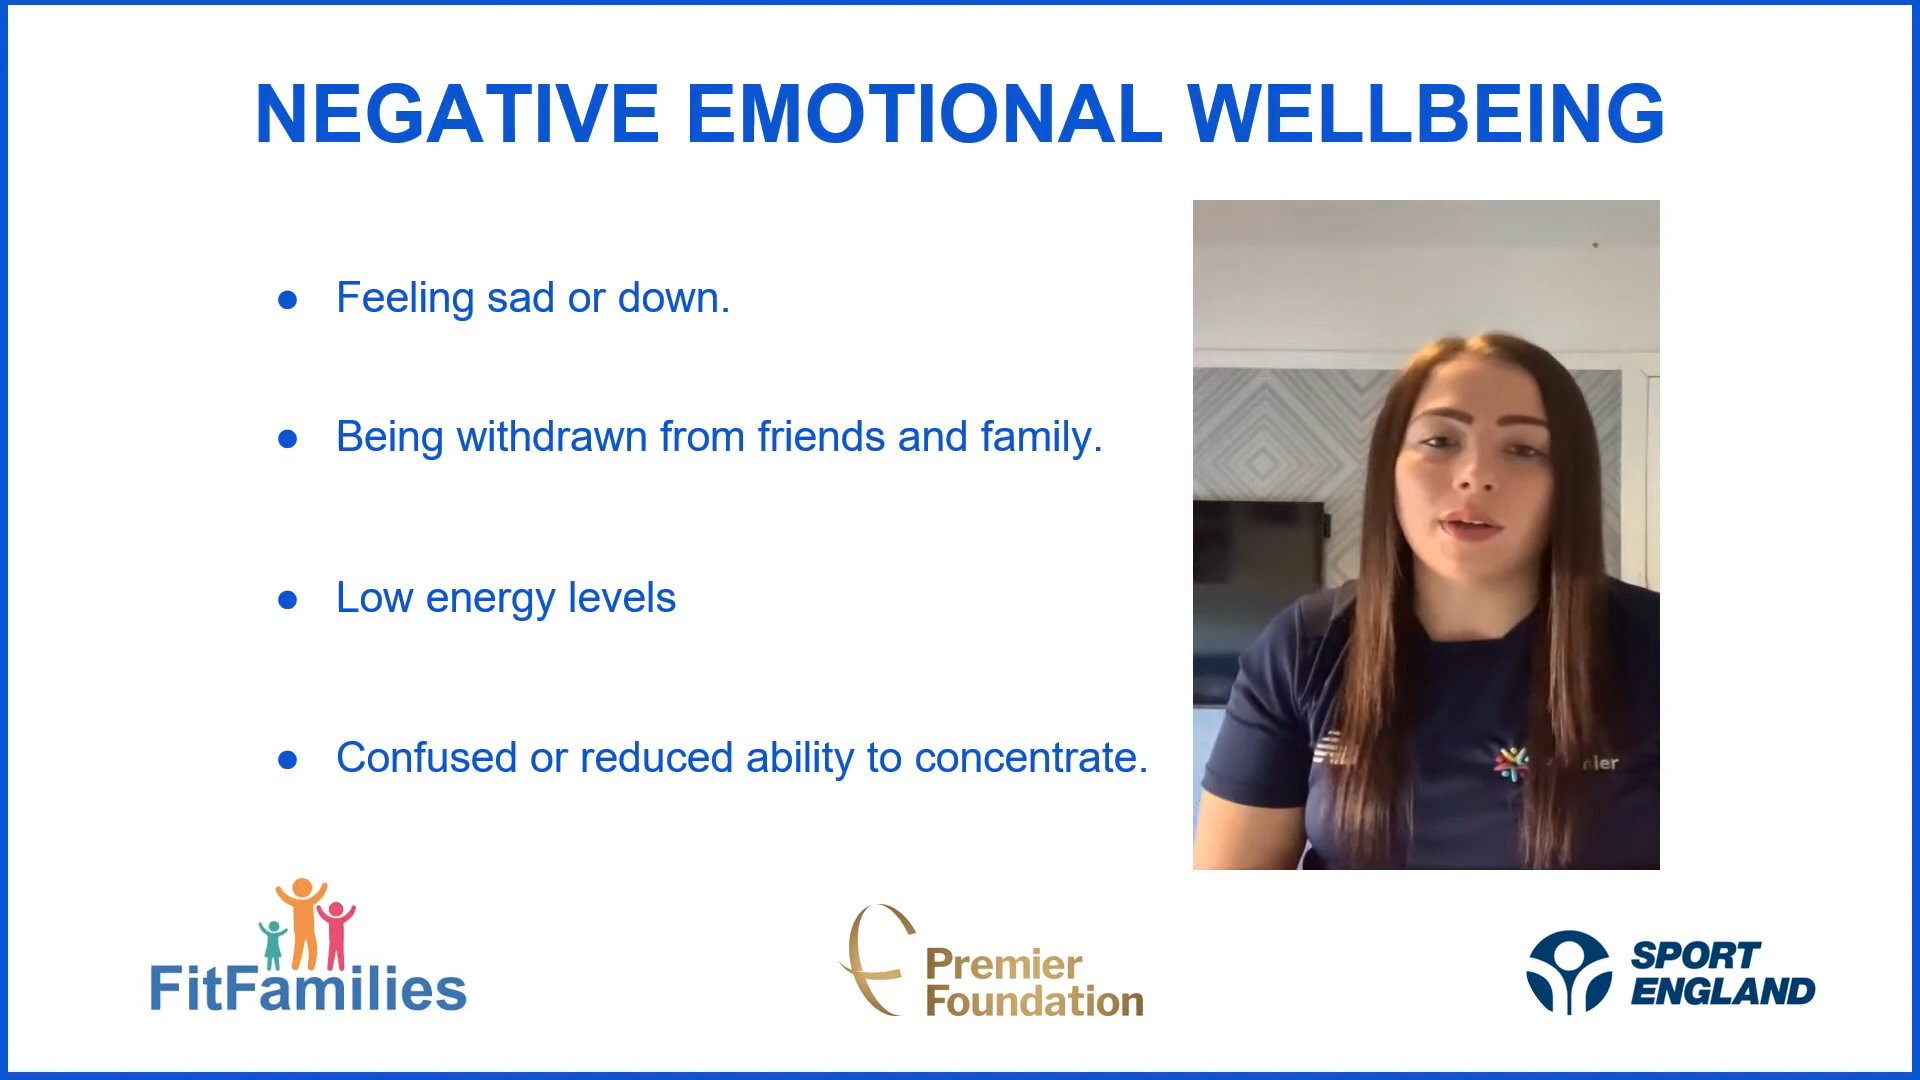 NEGATIVE EMOTIONAL WELLBEING
● Feeling sad or down.
● Being withdrawn from friends and family.
● Low energy levels
● Confused or reduced ability to concentrate.
FitFamilies
Premier
Foundation
SPORT
ENGLAND